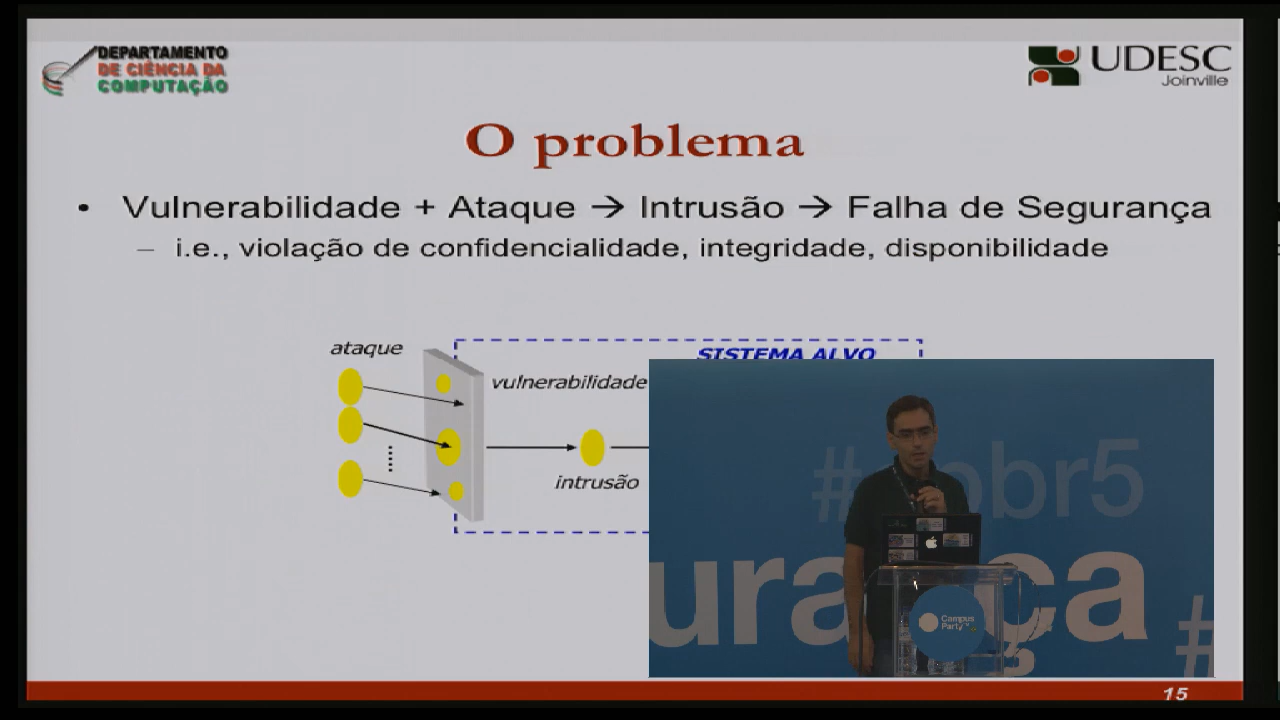 DEPARTAMENTO
DE CIÊNCIA DA
COMPUTAÇÃO
UDESC
Joinville
O problema
• Vulnerabilidade + Ataque → Intrusão → Falha de Segurança
– i.e., violação de confidencialidade, integridade, disponibilidade
ataque
SISTEMA ALVO
vulnerabilidade
intrusão
#
br5
urança
#
Campus
Party
15